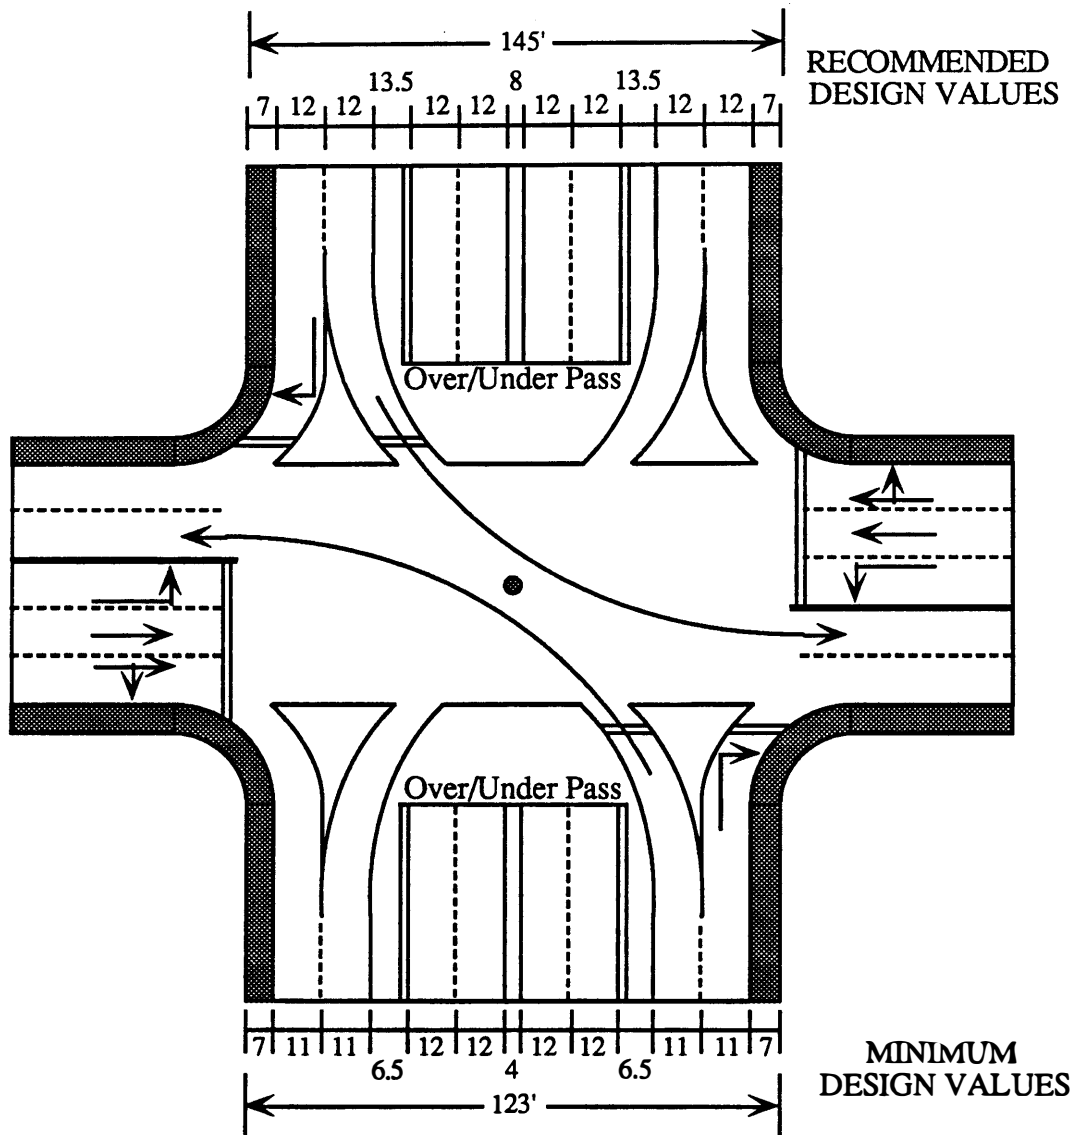 145'
RECOMMENDED
DESIGN VALUES
13.5 8 13.5
7 12 12 12 12 12 12 12 12 7
Over/Under Pass
Over/Under Pass
7 11 11 12 12 12 12 11 11 7
6.5 4 6.5
MINIMUM
DESIGN VALUES
123'